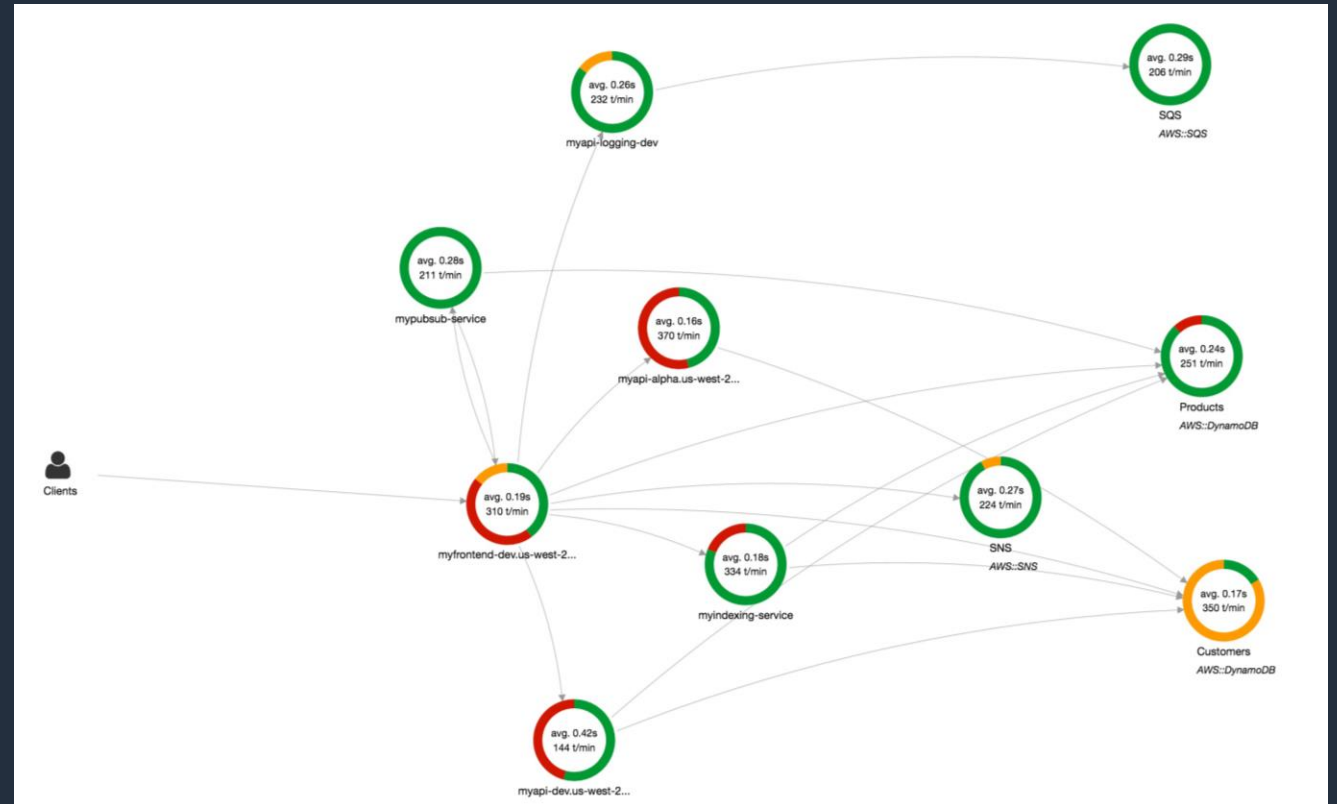 avg. 0.29s
206 t/min
SQS
AWS::SQS
avg. 0.26s
232 t/min
myapi-logging-dev
avg. 0.28s
211 t/min
mypubsub-service
avg. 0.16s
370 t/min
myapi-alpha.us-west-2...
avg. 0.24s
251 t/min
Products
AWS::DynamoDB
Clients
avg. 0.19s
310 t/min
myfrontend-dev.us-west-2...
avg. 0.27s
224 t/min
SNS
AWS::SNS
avg. 0.18s
334 t/min
myindexing-service
avg. 0.17s
350 t/min
Customers
AWS::DynamoDB
avg. 0.42s
144 t/min
myapi-dev.us-west-2...